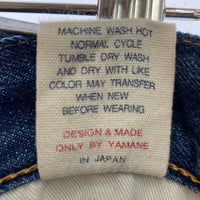 MACHINE WASH HOT
NORMAL CYCLE
TUMBLE DRY WASH
AND DRY WITH LIKE
COLOR MAY TRANSFER
WHEN NEW
BEFORE WEARING
DESIGN & MADE
ONLY BY YAMANE
IN JAPAN